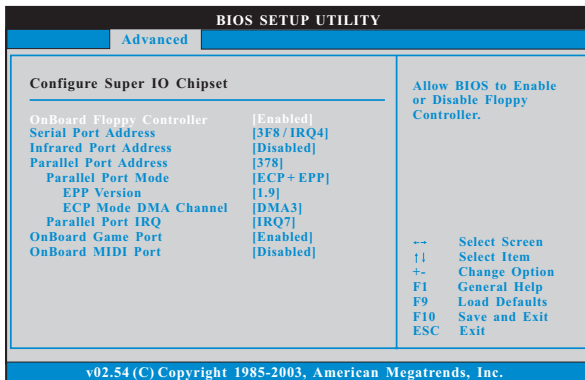 BIOS SETUP UTILITY
Advanced
Configure Super IO Chipset
OnBoard Floppy Controller [Enabled]
Serial Port Address [3F8 / IRQ4]
Infrared Port Address [Disabled]
Parallel Port Address [378]
Parallel Port Mode [ECP + EPP]
EPP Version [1.9]
ECP Mode DMA Channel [DMA3]
Parallel Port IRQ [IRQ7]
OnBoard Game Port [Enabled]
OnBoard MIDI Port [Disabled]
Allow BIOS to Enable
or Disable Floppy
Controller.
←→ Select Screen
↑↓ Select Item
+- Change Option
F1 General Help
F9 Load Defaults
F10 Save and Exit
ESC Exit
v02.54 (C) Copyright 1985-2003, American Megatrends, Inc.